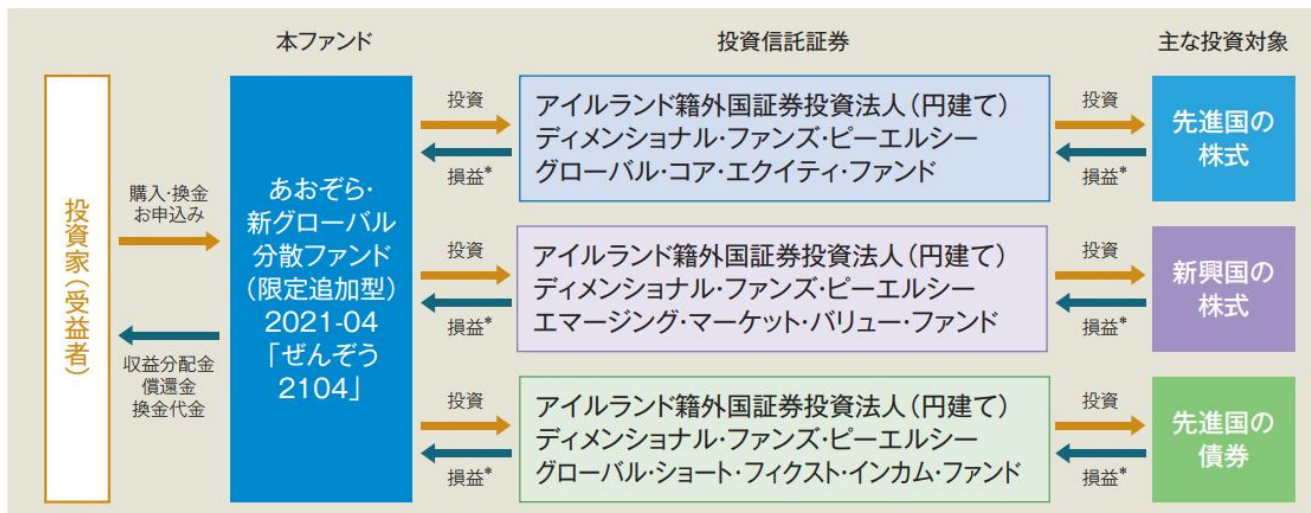 本ファンド
投資信託証券
主な投資対象
投資家(受益者)
購入・換金
お申込み
収益分配金
償還金
換金代金
あおぞら・
新グローバル
分散ファンド
(限定追加型)
2021-04
「ぜんぞう
2104」
投資
損益*
アイルランド籍外国証券投資法人(円建て)
ディメンショナル・ファンズ・ピーエルシー
グローバル・コア・エクイティ・ファンド
投資
損益*
先進国の
株式
投資
損益*
アイルランド籍外国証券投資法人(円建て)
ディメンショナル・ファンズ・ピーエルシー
エマージング・マーケット・バリュー・ファンド
投資
損益*
新興国の
株式
投資
損益*
アイルランド籍外国証券投資法人(円建て)
ディメンショナル・ファンズ・ピーエルシー
グローバル・ショート・フィクスト・インカム・ファンド
投資
損益*
先進国の
債券